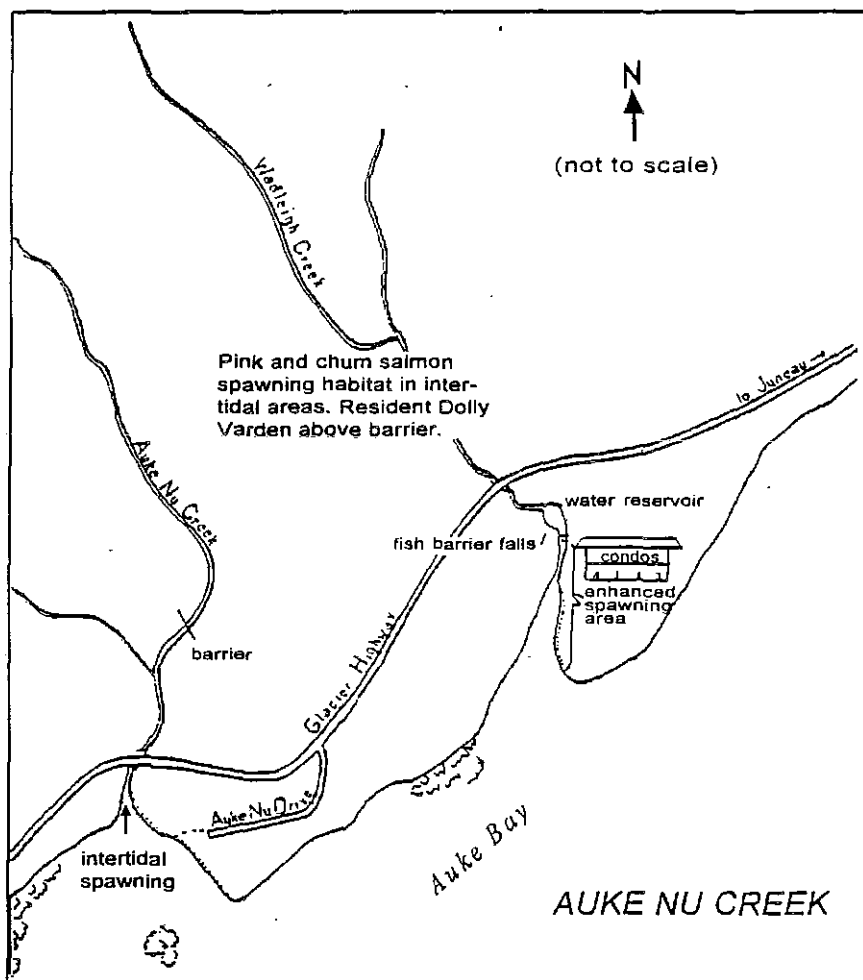 N
(not to scale)
Wadleigh Creek
Pink and chum salmon
spawning habitat in inter-
tidal areas. Resident Dolly
Varden above barrier.
to Juneau
Auke Nu Creek
water reservoir
fish barrier falls
condos
enhanced
spawning
area
barrier
Glacier Highway
Auke Nu Drive
intertidal
spawning
Auke Bay
AUKE NU CREEK